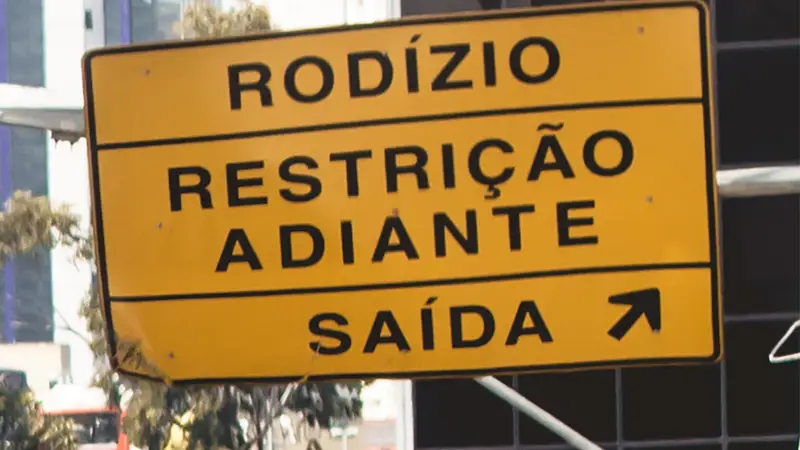 RODÍZIO
RESTRIÇÃO
ADIANTE
SAÍDA